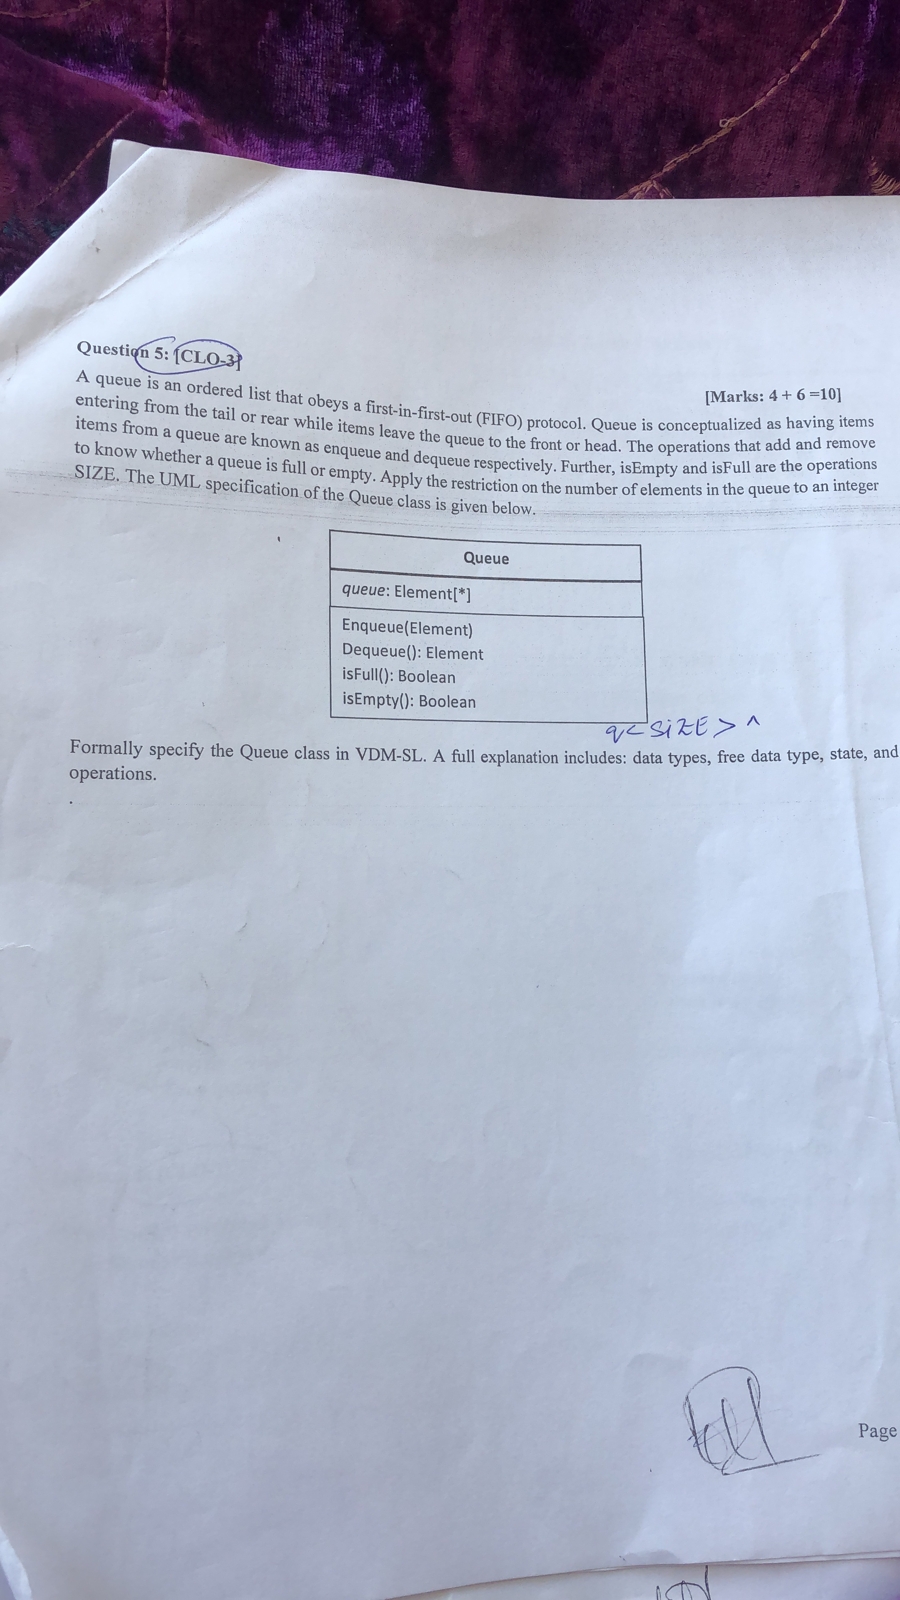 Question 5: [CLO-3]
[Marks: 4 + 6 =10]
A queue is an ordered list that obeys a first-in-first-out (FIFO) protocol. Queue is conceptualized as having items
entering from the tail or rear while items leave the queue to the front or head. The operations that add and remove
items from a queue are known as enqueue and dequeue respectively. Further, isEmpty and isFull are the operations
to know whether a queue is full or empty. Apply the restriction on the number of elements in the queue to an integer
SIZE. The UML specification of the Queue class is given below.
Queue
queue: Element[*]
Enqueue(Element)
Dequeue(): Element
isFull(): Boolean
isEmpty(): Boolean
q< SiZE > ^
Formally specify the Queue class in VDM-SL. A full explanation includes: data types, free data type, state, and
operations.
Page